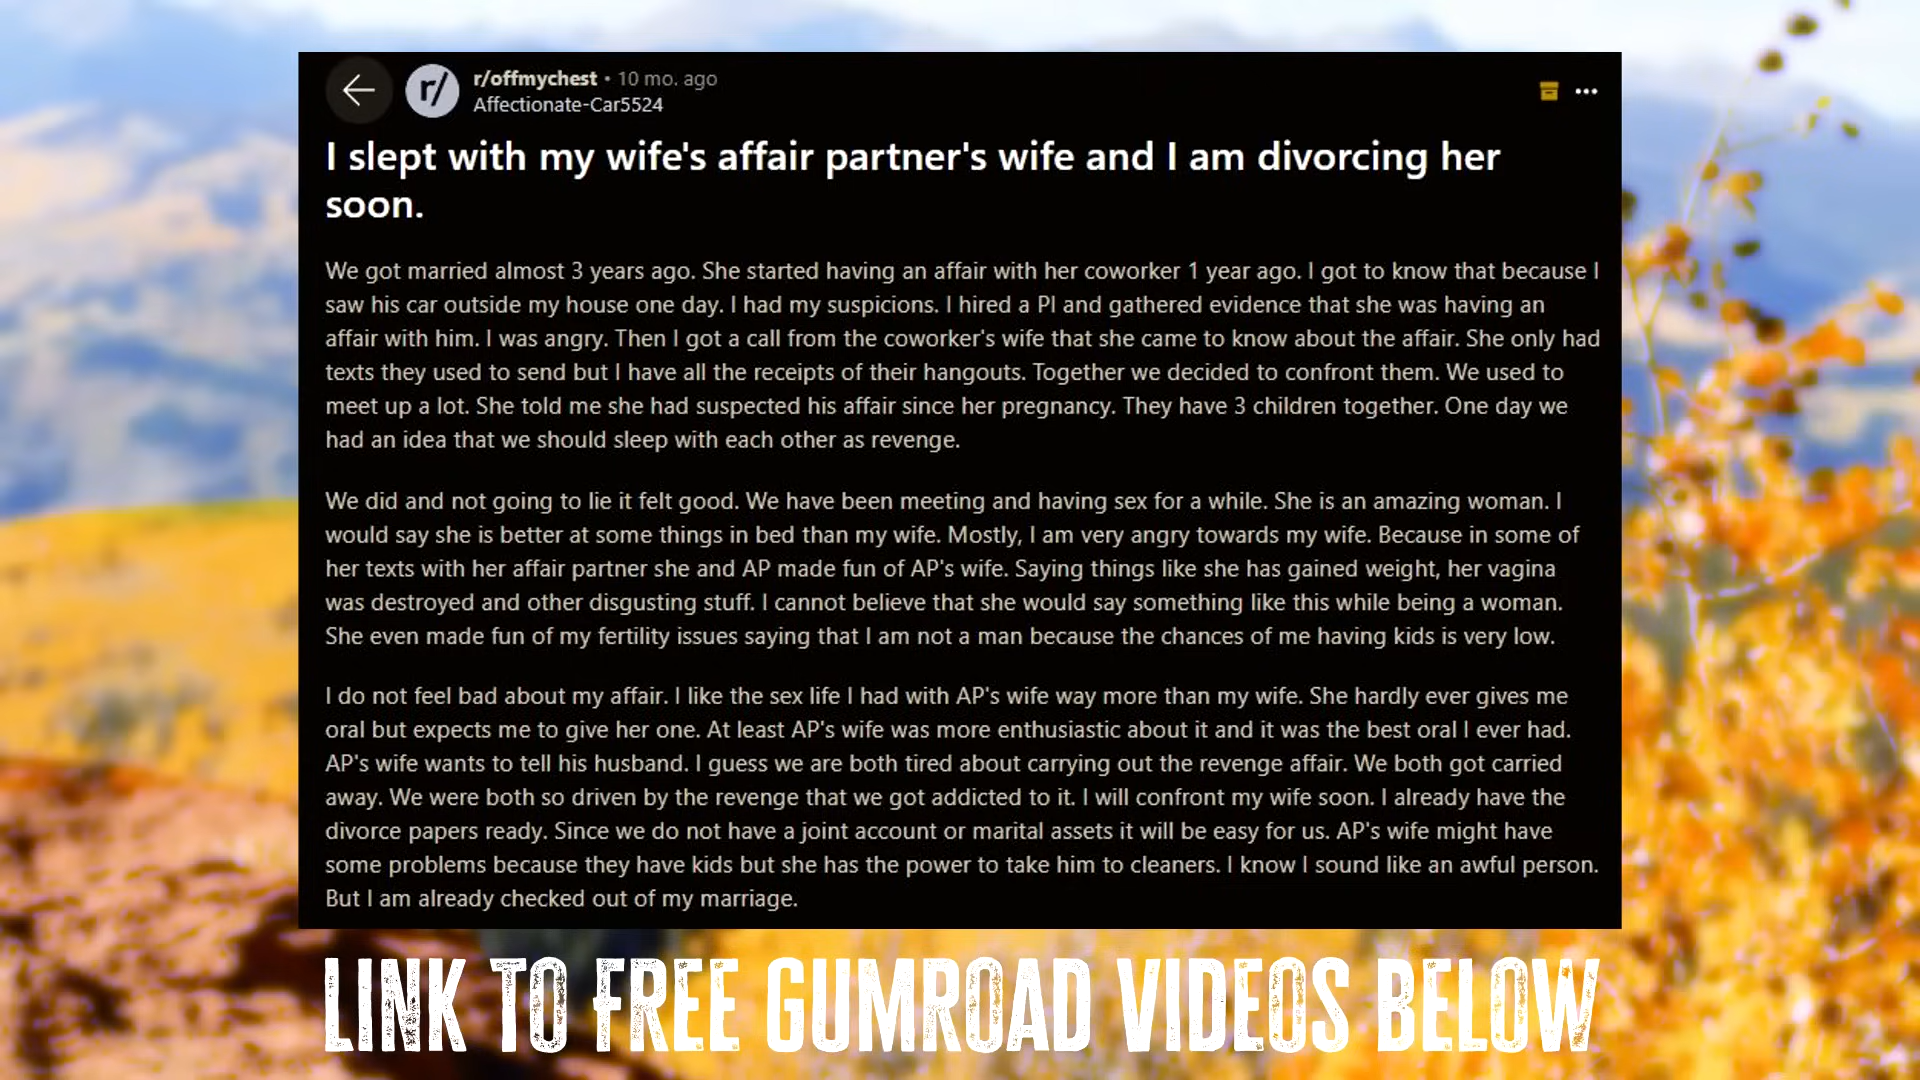 r/offmychest • 10 mo. ago
r/
Affectionate-Car5524
I slept with my wife's affair partner's wife and I am divorcing her
soon.
We got married almost 3 years ago. She started having an affair with her coworker 1 year ago. I got to know that because I
saw his car outside my house one day. I had my suspicions. I hired a PI and gathered evidence that she was having an
affair with him. I was angry. Then I got a call from the coworker's wife that she came to know about the affair. She only had
texts they used to send but I have all the receipts of their hangouts. Together we decided to confront them. We used to
meet up a lot. She told me she had suspected his affair since her pregnancy. They have 3 children together. One day we
had an idea that we should sleep with each other as revenge.
We did and not going to lie it felt good. We have been meeting and having sex for a while. She is an amazing woman. I
would say she is better at some things in bed than my wife. Mostly, I am very angry towards my wife. Because in some of
her texts with her affair partner she and AP made fun of AP's wife. Saying things like she has gained weight, her vagina
was destroyed and other disgusting stuff. I cannot believe that she would say something like this while being a woman.
She even made fun of my fertility issues saying that I am not a man because the chances of me having kids is very low.
I do not feel bad about my affair. I like the sex life I had with AP's wife way more than my wife. She hardly ever gives me
oral but expects me to give her one. At least AP's wife was more enthusiastic about it and it was the best oral I ever had.
AP's wife wants to tell his husband. I guess we are both tired about carrying out the revenge affair. We both got carried
away. We were both so driven by the revenge that we got addicted to it. I will confront my wife soon. I already have the
divorce papers ready. Since we do not have a joint account or marital assets it will be easy for us. AP's wife might have
some problems because they have kids but she has the power to take him to cleaners. I know I sound like an awful person.
But I am already checked out of my marriage.
LINK TO FREE GUMROAD VIDEOS BELOW